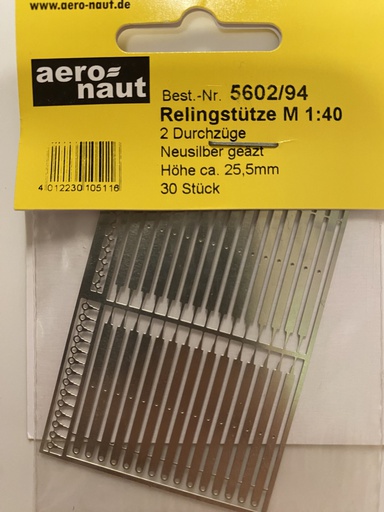 www.aero-naut.de
aero-
naut
Best.-Nr. 5602/94
Relingstütze M 1:40
2 Durchzüge
Neusilber geäzt
Höhe ca. 25,5mm
30 Stück
4 012230 105116